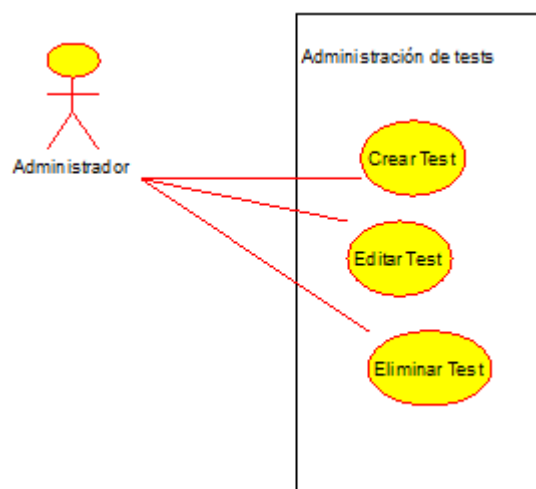 Administración de tests
Administrador
Crear Test
Editar Test
Eliminar Test